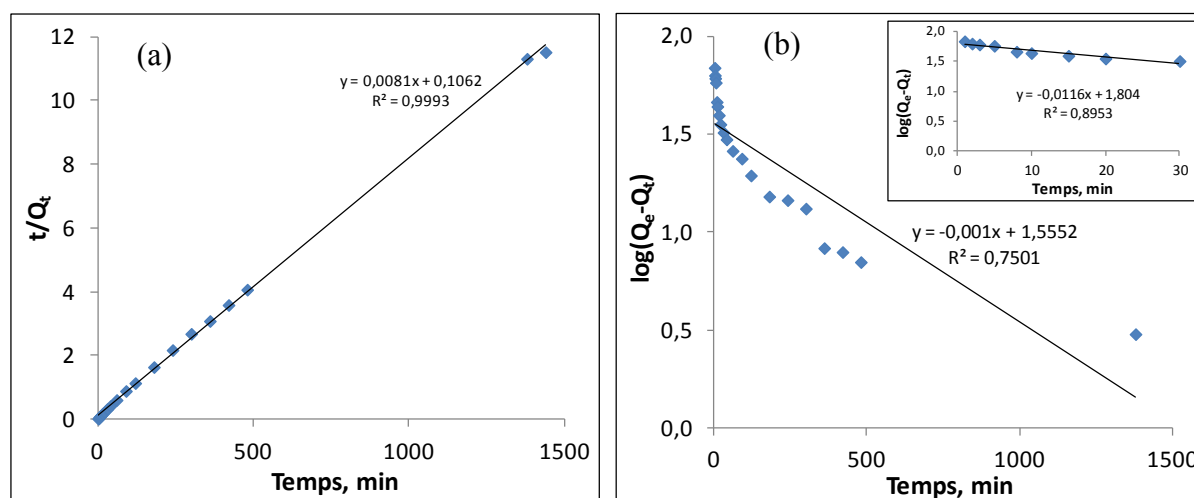 (a)
y = 0,0081x + 0,1062
R² = 0,9993
t/Qt
12
10
8
6
4
2
0
0
500
1000
1500
Temps, min
(b)
log(Qe-Qt)
2,0
1,5
1,0
0,5
0,0
y = -0,001x + 1,5552
R² = 0,7501
0
500
1000
1500
Temps, min
log(Qe-Qt)
2,0
1,5
1,0
0,5
0,0
y = -0,0116x + 1,804
R² = 0,8953
0
10
20
30
Temps, min